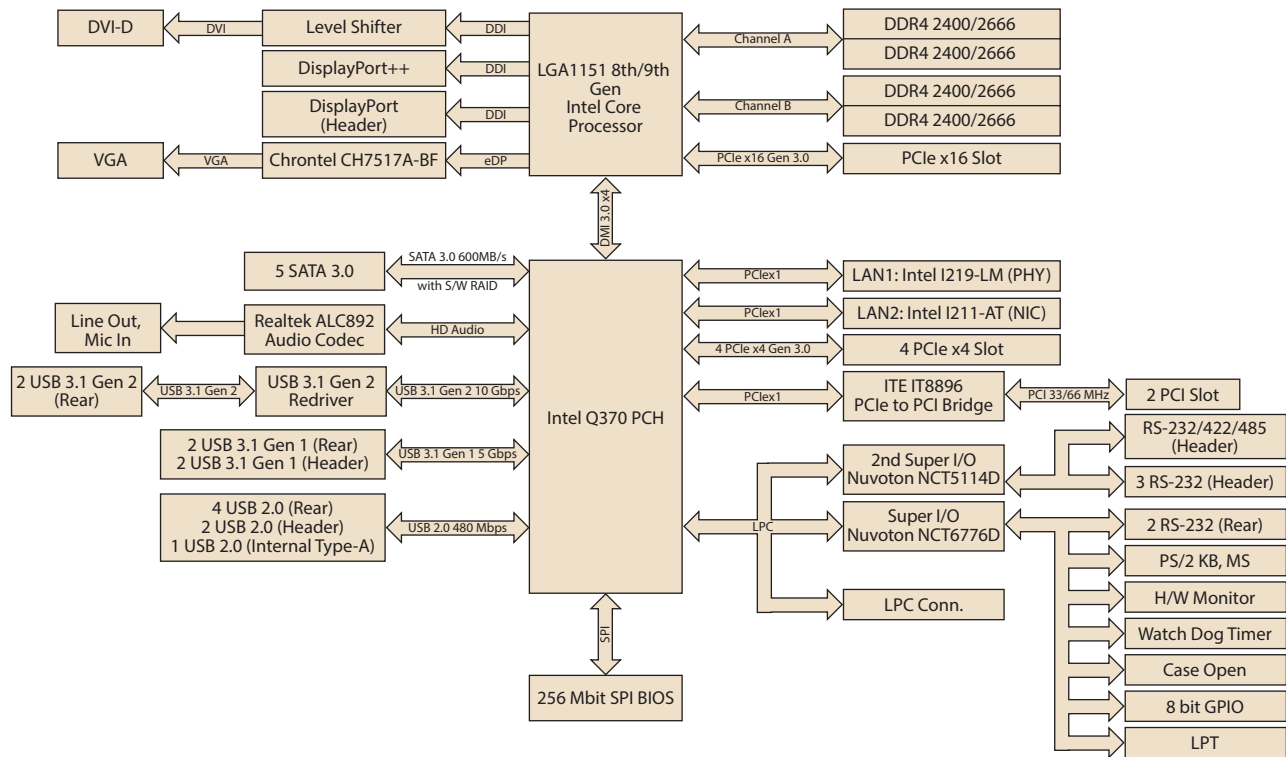 DVI-D
DVI
Level Shifter
DDI
DisplayPort++
DDI
DisplayPort
(Header)
DDI
VGA
VGA
Chrontel CH7517A-BF
eDP
LGA1151 8th/9th
Gen
Intel Core
Processor
Channel A
DDR4 2400/2666
DDR4 2400/2666
Channel B
DDR4 2400/2666
DDR4 2400/2666
PCIe x16 Gen 3.0
PCIe x16 Slot
DMI 3.0 x4
5 SATA 3.0
SATA 3.0 600MB/s
with S/W RAID
Line Out,
Mic In
Realtek ALC892
Audio Codec
HD Audio
2 USB 3.1 Gen 2
(Rear)
USB 3.1 Gen 2
USB 3.1 Gen 2
Redriver
USB 3.1 Gen 2 10 Gbps
2 USB 3.1 Gen 1 (Rear)
2 USB 3.1 Gen 1 (Header)
USB 3.1 Gen 1 5 Gbps
4 USB 2.0 (Rear)
2 USB 2.0 (Header)
1 USB 2.0 (Internal Type-A)
USB 2.0 480 Mbps
Intel Q370 PCH
PCIex1
LAN1: Intel I219-LM (PHY)
PCIex1
LAN2: Intel I211-AT (NIC)
4 PCIe x4 Gen 3.0
4 PCIe x4 Slot
PCIex1
ITE IT8896
PCIe to PCI Bridge
PCI 33/66 MHz
2 PCI Slot
LPC
2nd Super I/O
Nuvoton NCT5114D
RS-232/422/485
(Header)
3 RS-232 (Header)
Super I/O
Nuvoton NCT6776D
2 RS-232 (Rear)
PS/2 KB, MS
H/W Monitor
Watch Dog Timer
Case Open
8 bit GPIO
LPT
LPC Conn.
SPI
256 Mbit SPI BIOS